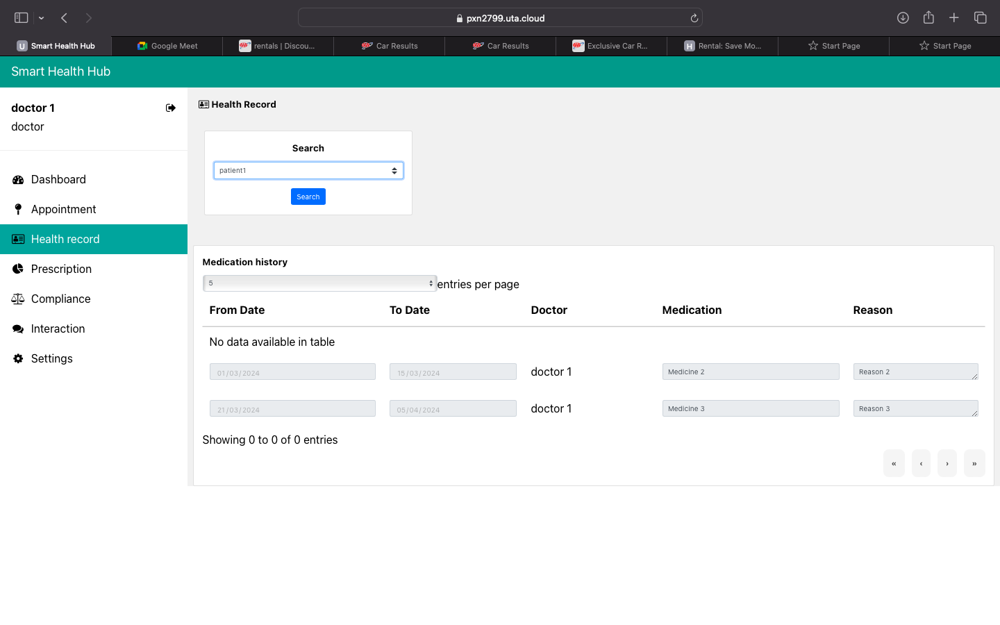 pxn2799.uta.cloud
U Smart Health Hub
Google Meet
rentals | Discou...
Car Results
Car Results
Exclusive Car R...
H Rental: Save Mo...
Start Page
Start Page
Smart Health Hub
doctor 1
doctor
Dashboard
Appointment
Health record
Prescription
Compliance
Interaction
Settings
Health Record
Search
patient1
Search
Medication history
5 entries per page
From Date To Date Doctor Medication Reason
No data available in table
01/03/2024 15/03/2024 doctor 1 Medicine 2 Reason 2
21/03/2024 05/04/2024 doctor 1 Medicine 3 Reason 3
Showing 0 to 0 of 0 entries
« ‹ › »